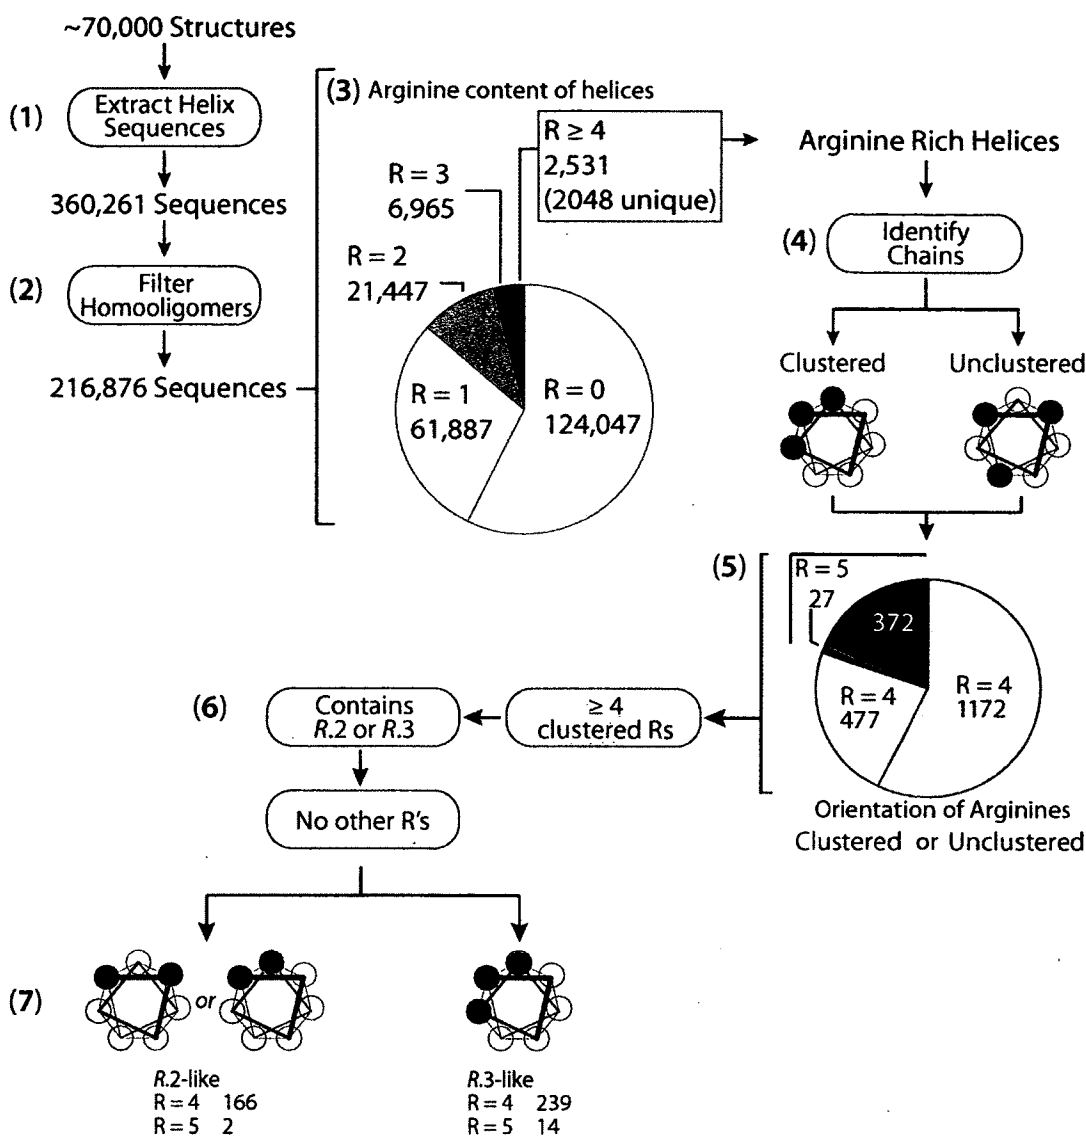 ~70,000 Structures
(1)
Extract Helix
Sequences
360,261 Sequences
(2)
Filter
Homooligomers
216,876 Sequences
(3) Arginine content of helices
R ≥ 4
2,531
(2048 unique)
R = 3
6,965
R = 2
21,447
R = 1
61,887
R = 0
124,047
Arginine Rich Helices
(4)
Identify
Chains
Clustered
Unclustered
(5)
R = 5
27
372
R = 4
477
R = 4
1172
Orientation of Arginines
Clustered or Unclustered
≥ 4
clustered Rs
(6)
Contains
R.2 or R.3
No other R's
(7)
or
R.2-like
R = 4 166
R = 5 2
R.3-like
R = 4 239
R = 5 14